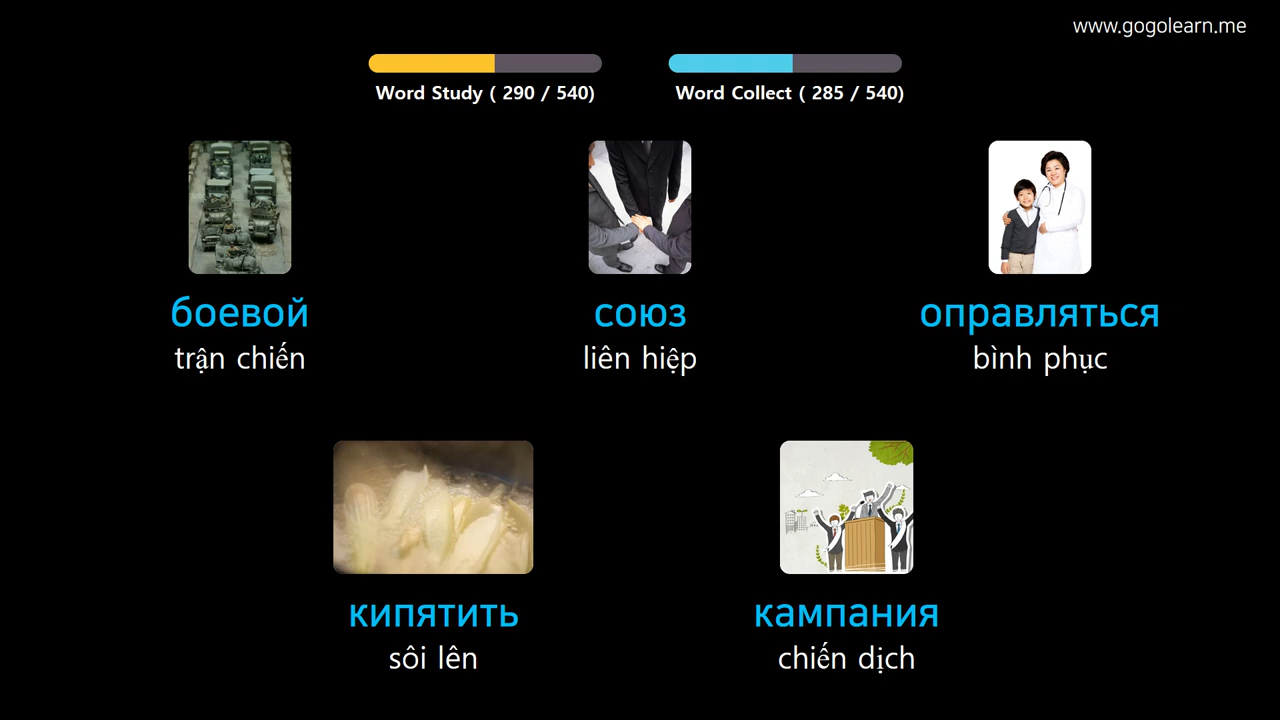 www.gogolearn.me
Word Study ( 290 / 540)
Word Collect ( 285 / 540)
боевой
trận chiến
союз
liên hiệp
оправляться
bình phục
кипятить
sôi lên
кампания
chiến dịch